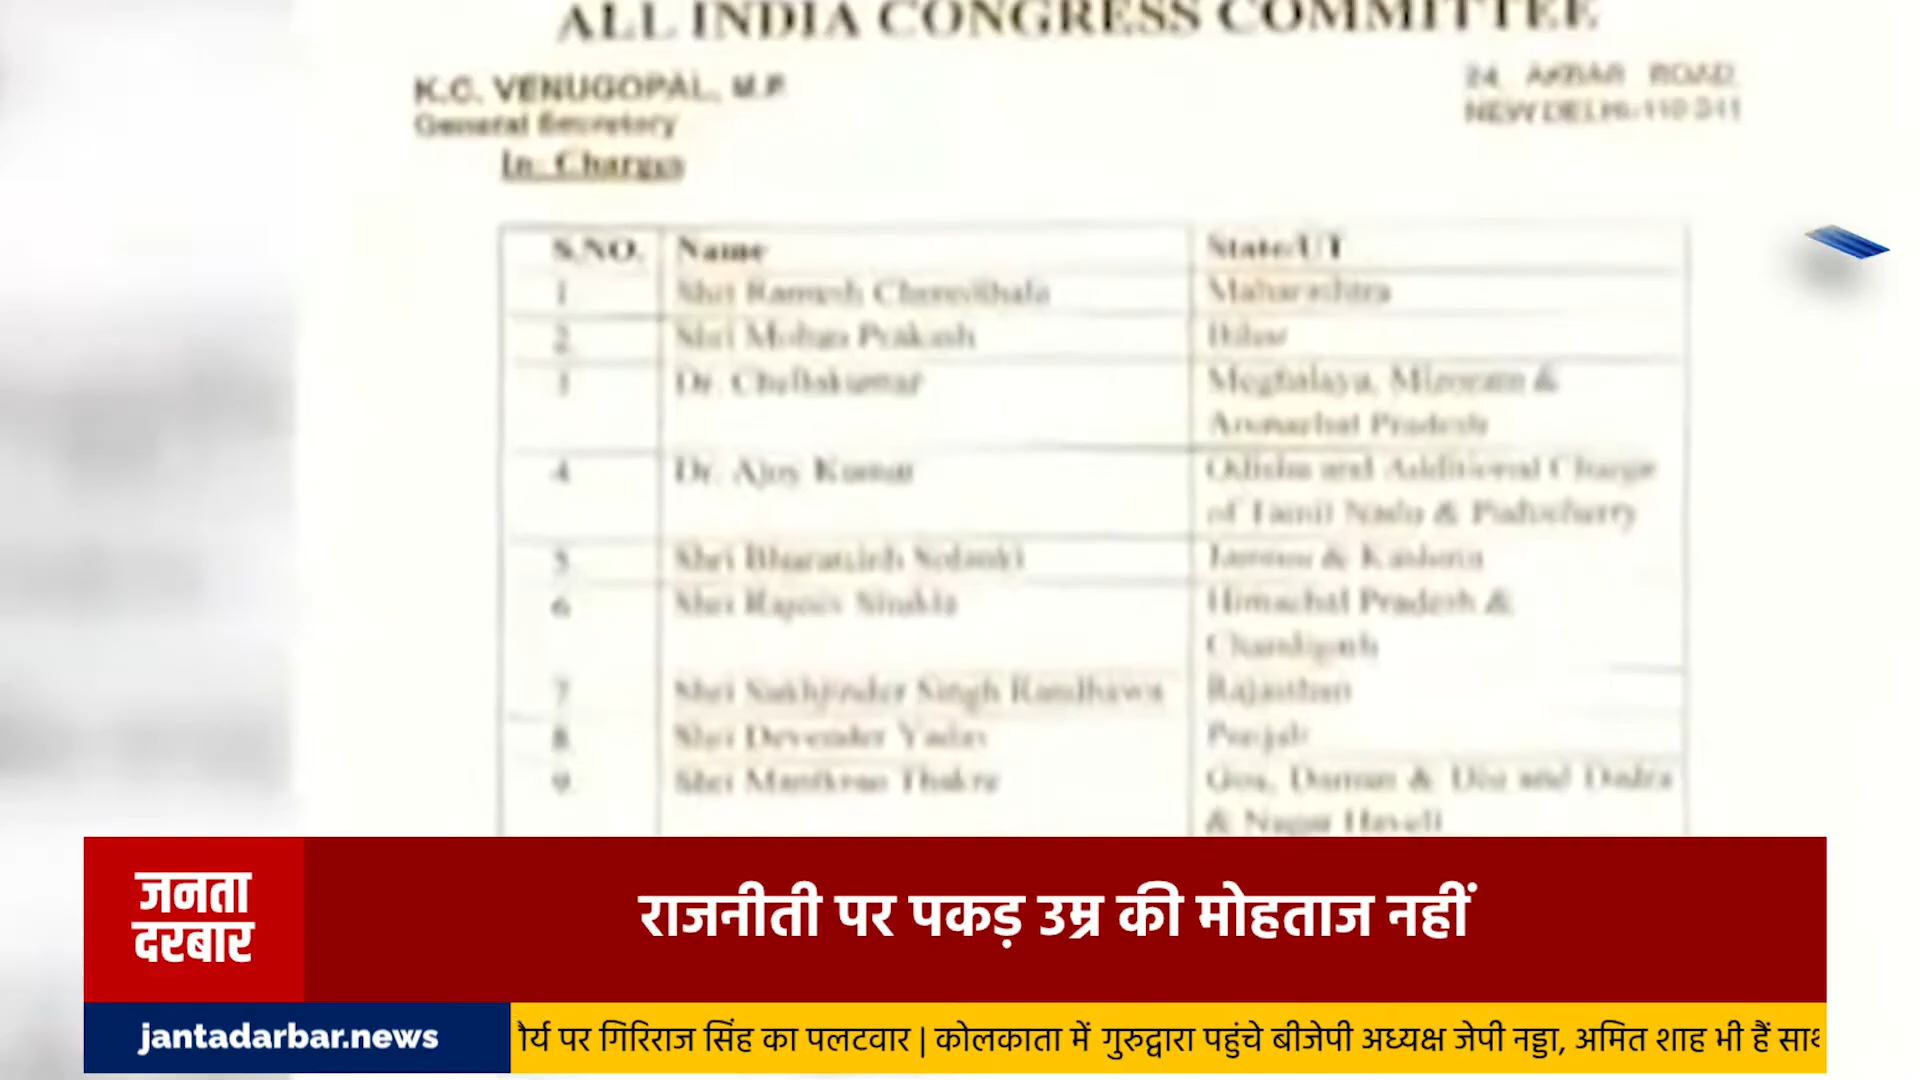 ALL INDIA CONGRESS COMMITTEE
K.C. VENUGOPAL, M.P.
General Secretary
24, AKBAR ROAD,
NEW DELHI-110 011
In Charges
S.NO. Name State/UT
1 Shri Ramesh Chennithala Maharashtra
2. Shri Mohan Prakash Bihar
3 Dr. Chellakumar Meghalaya, Mizoram &
Arunachal Pradesh
4 Dr. Ajoy Kumar Odisha and Additional Charge
of Tamil Nadu & Puducherry
5. Shri Bharatsinh Solanki Jammu & Kashmir
6 Shri Rajeev Shukla Himachal Pradesh &
Chandigarh
7 Shri Sukhjinder Singh Randhawa Rajasthan
8. Shri Devender Yadav Punjab
9. Shri Manikrao Thakre Goa, Daman & Diu and Dadra
& Nagar Haveli
जनता
दरबार
राजनीती पर पकड़ उम्र की मोहताज नहीं
jantadarbar.news
र्य पर गिरिराज सिंह का पलटवार | कोलकाता में गुरुद्वारा पहुंचे बीजेपी अध्यक्ष जेपी नड्डा, अमित शाह भी हैं